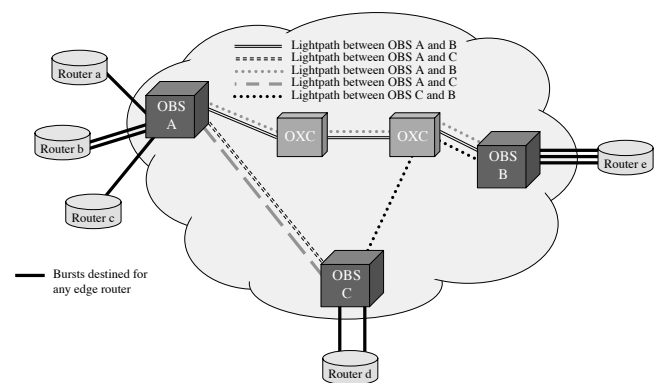 Lightpath between OBS A and B
Lightpath between OBS A and C
Lightpath between OBS A and B
Lightpath between OBS A and C
Lightpath between OBS C and B
Router a
OBS
A
OXC
OXC
Router b
OBS
B
Router e
Router c
OBS
C
Bursts destined for
any edge router
Router d